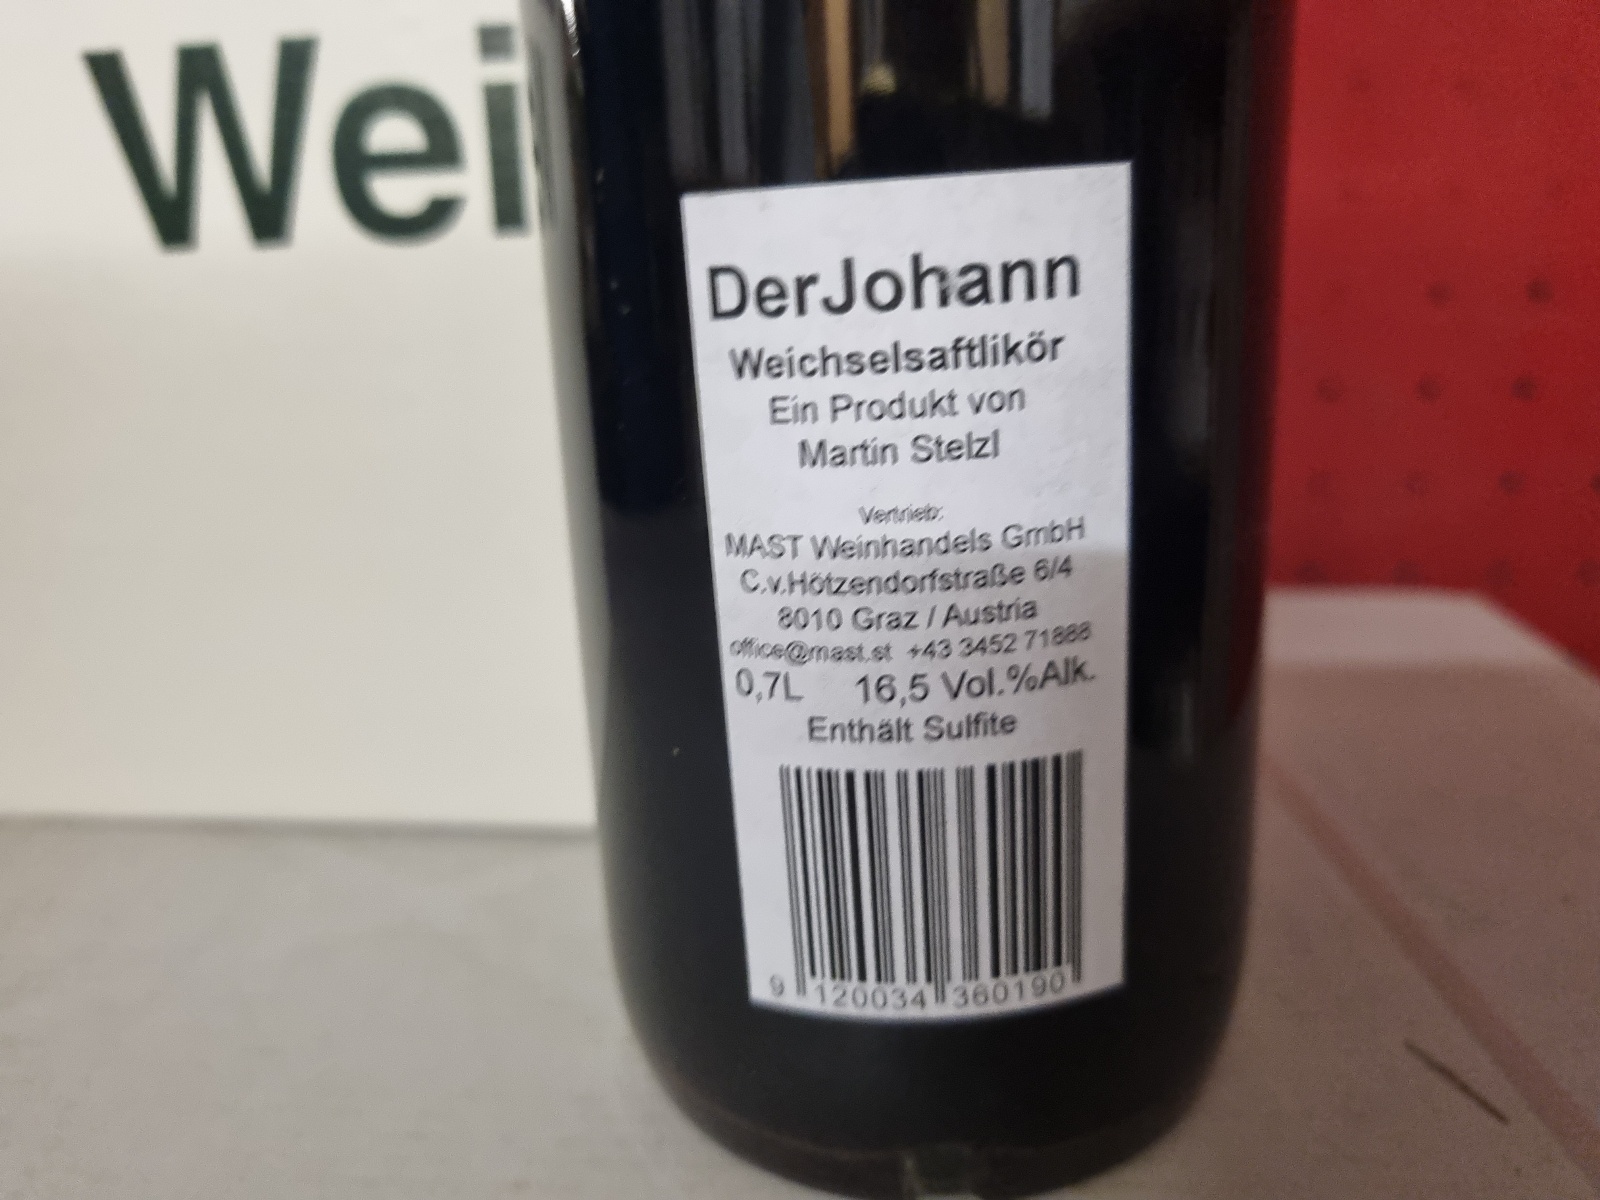 Wei
DerJohann
Weichselsaftlikör
Ein Produkt von
Martin Stelzl
Vertrieb:
MAST Weinhandels GmbH
C.v.Hötzendorfstraße 6/4
8010 Graz / Austria
office@mast.st +43 3452 71888
0,7L 16,5 Vol.%Alk.
Enthält Sulfite
9 120034 360190